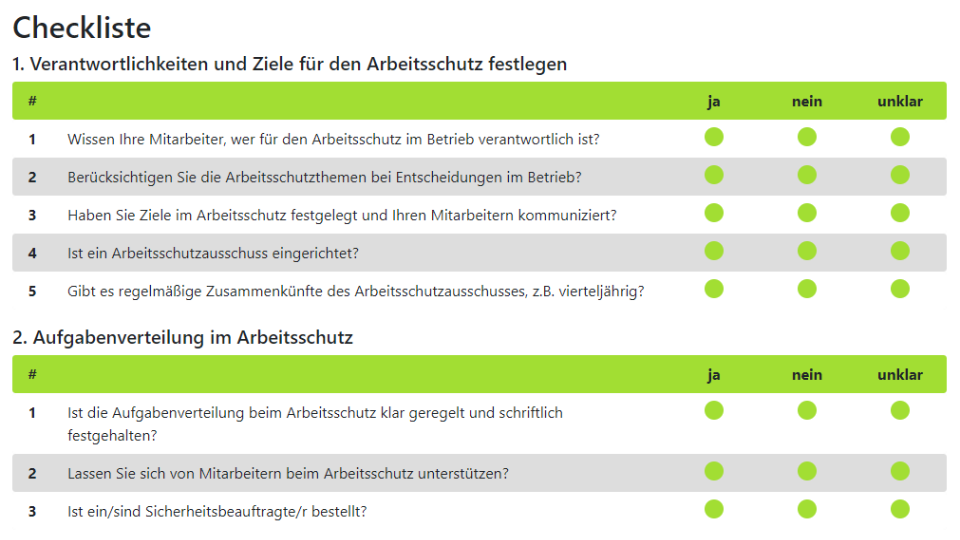 Checkliste
1. Verantwortlichkeiten und Ziele für den Arbeitsschutz festlegen
# ja nein unklar
1 Wissen Ihre Mitarbeiter, wer für den Arbeitsschutz im Betrieb verantwortlich ist?
2 Berücksichtigen Sie die Arbeitsschutzthemen bei Entscheidungen im Betrieb?
3 Haben Sie Ziele im Arbeitsschutz festgelegt und Ihren Mitarbeitern kommuniziert?
4 Ist ein Arbeitsschutzausschuss eingerichtet?
5 Gibt es regelmäßige Zusammenkünfte des Arbeitsschutzausschusses, z.B. vierteljährig?
2. Aufgabenverteilung im Arbeitsschutz
# ja nein unklar
1 Ist die Aufgabenverteilung beim Arbeitsschutz klar geregelt und schriftlich
festgehalten?
2 Lassen Sie sich von Mitarbeitern beim Arbeitsschutz unterstützen?
3 Ist ein/sind Sicherheitsbeauftragte/r bestellt?